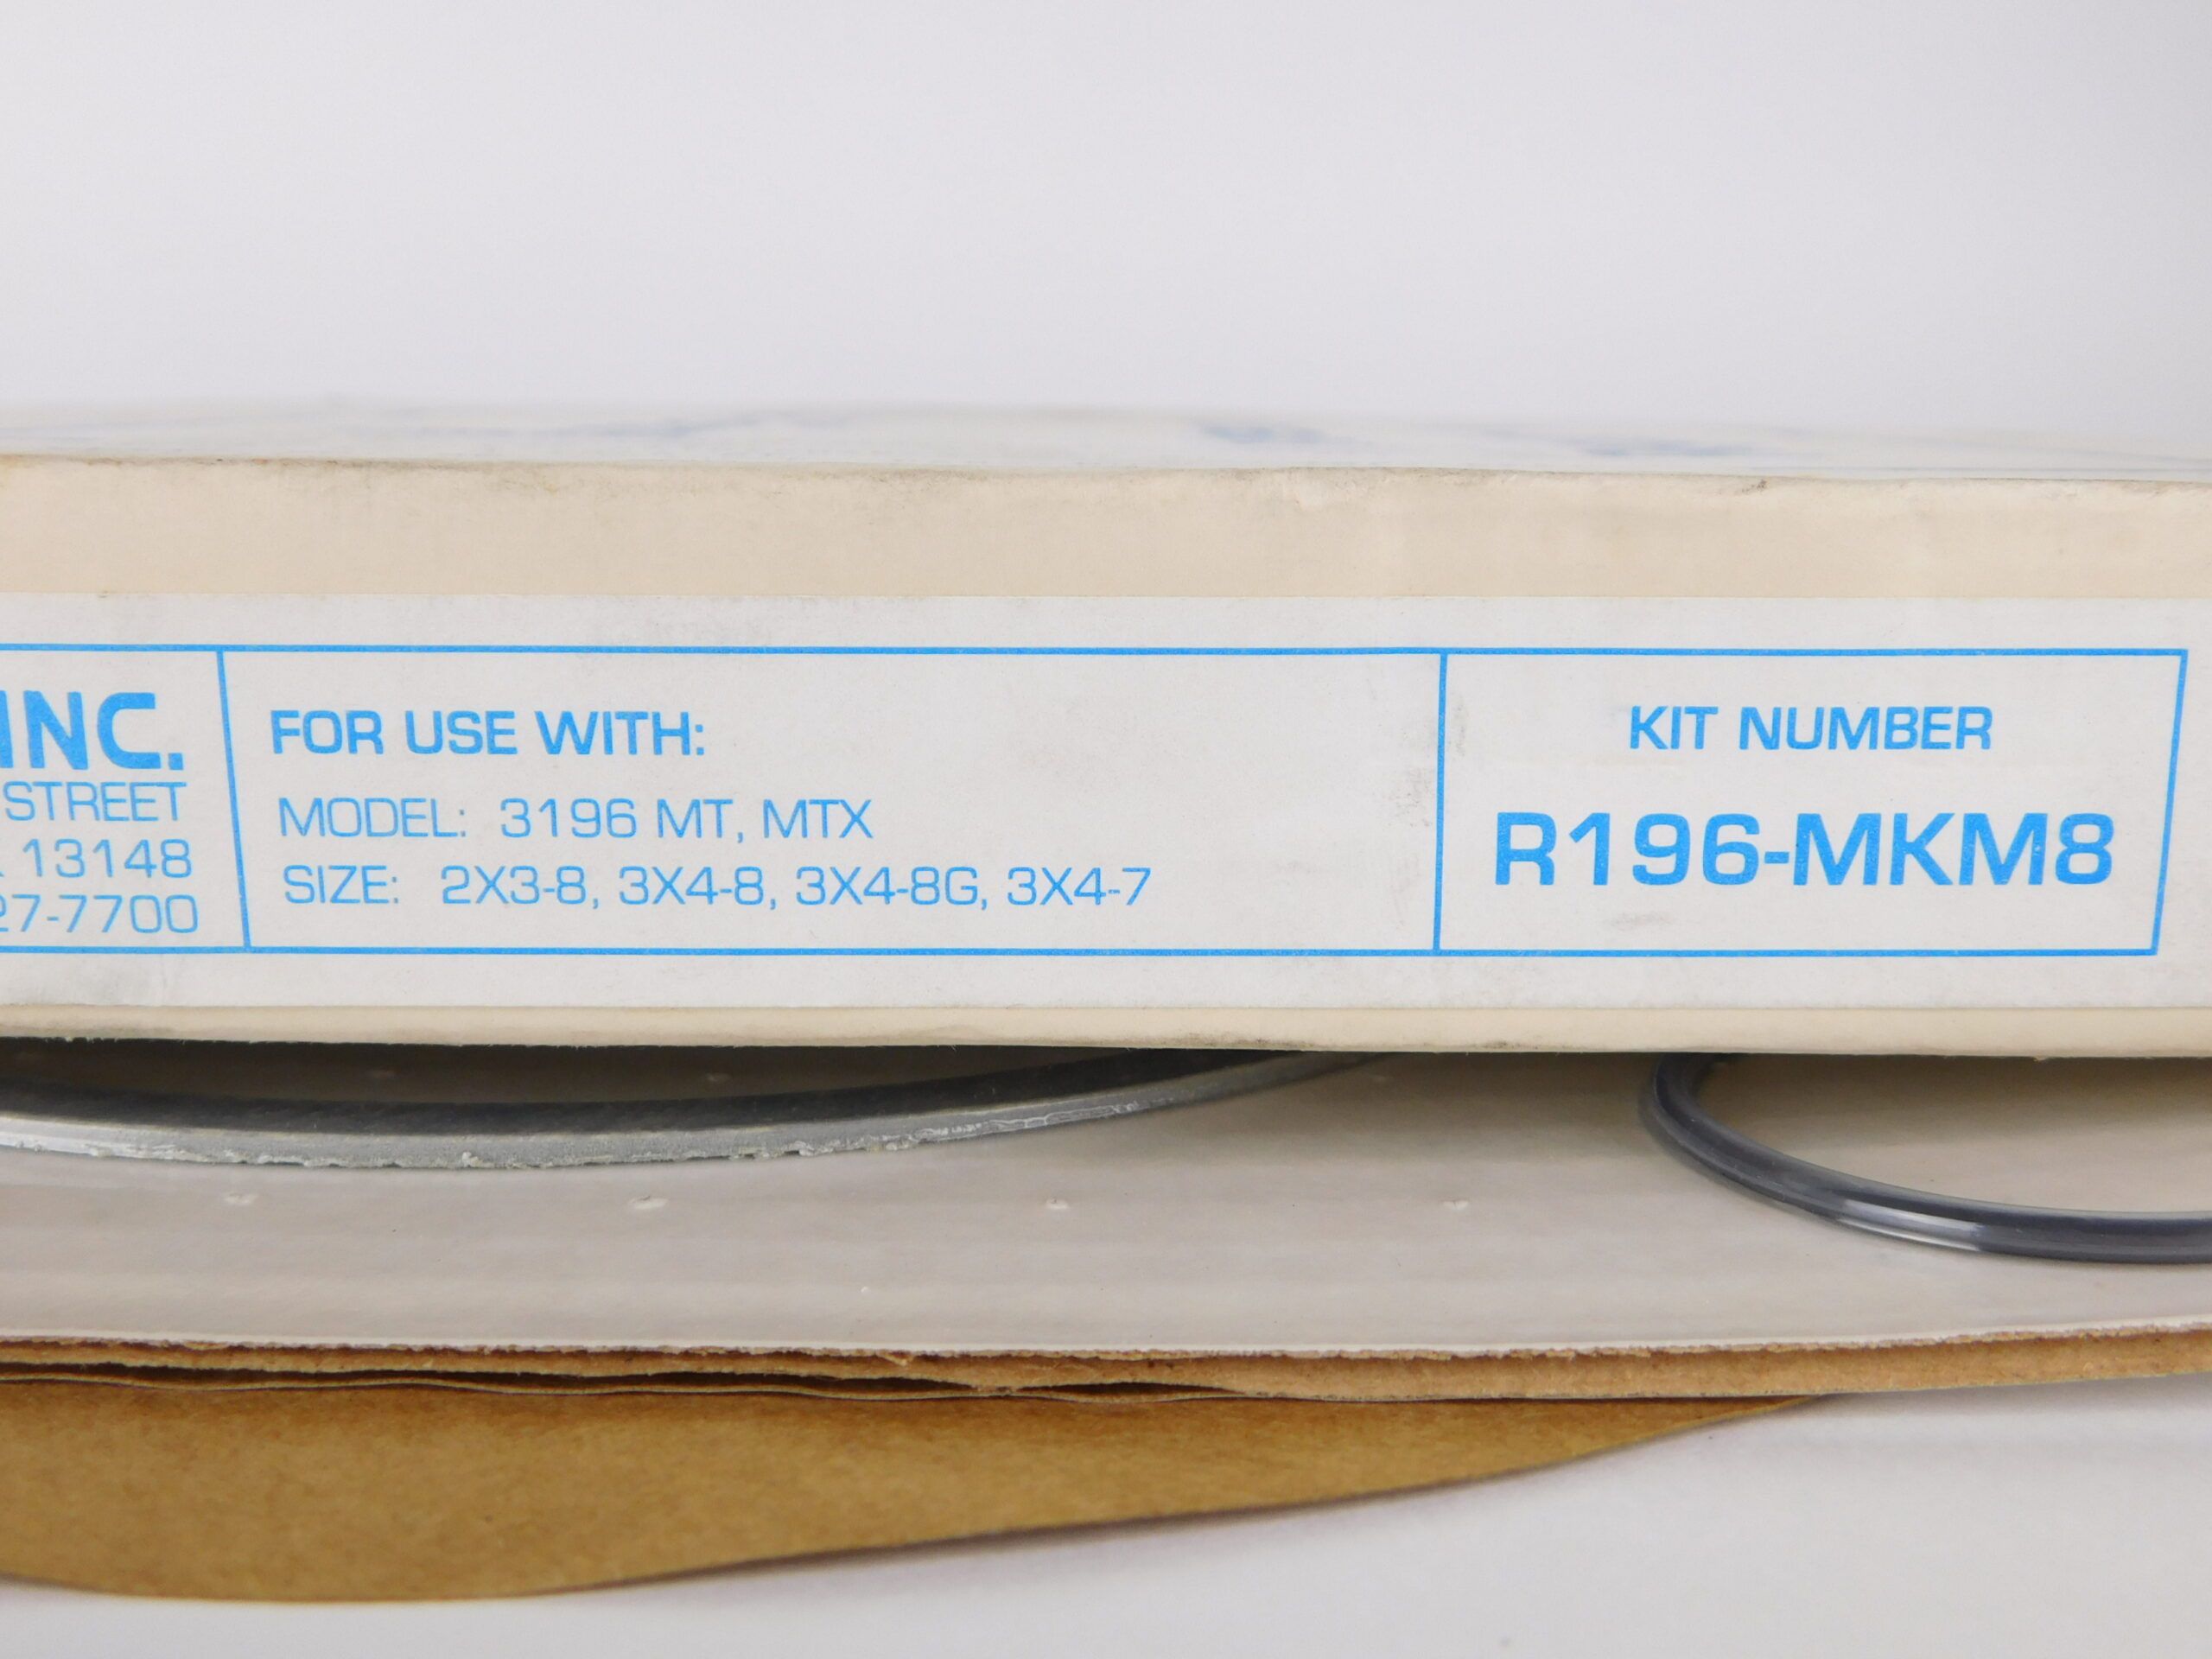 INC.
STREET
13148
27-7700
FOR USE WITH:
MODEL: 3196 MT, MTX
SIZE: 2X3-8, 3X4-8, 3X4-8G, 3X4-7
KIT NUMBER
R196-MKM8